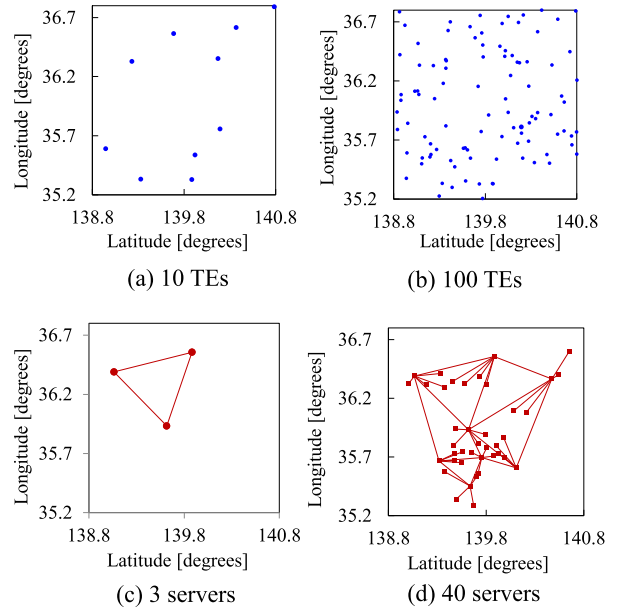 36.7
36.2
35.7
35.2
138.8 139.8 140.8
Longitude [degrees]
Latitude [degrees]
(a) 10 TEs
36.7
36.2
35.7
35.2
138.8 139.8 140.8
Longitude [degrees]
Latitude [degrees]
(b) 100 TEs
36.7
36.2
35.7
35.2
138.8 139.8 140.8
Longitude [degrees]
Latitude [degrees]
(c) 3 servers
36.7
36.2
35.7
35.2
138.8 139.8 140.8
Longitude [degrees]
Latitude [degrees]
(d) 40 servers